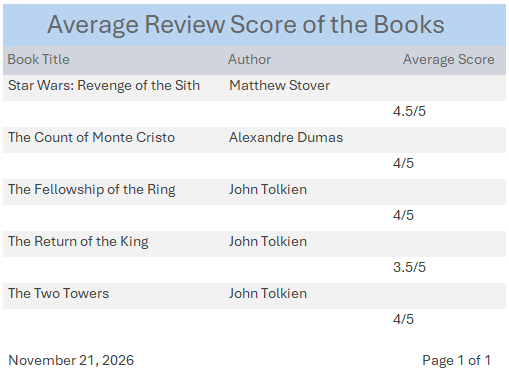 Average Review Score of the Books
Book Title Author Average Score
Star Wars: Revenge of the Sith Matthew Stover
4.5/5
The Count of Monte Cristo Alexandre Dumas
4/5
The Fellowship of the Ring John Tolkien
4/5
The Return of the King John Tolkien
3.5/5
The Two Towers John Tolkien
4/5
November 21, 2026 Page 1 of 1